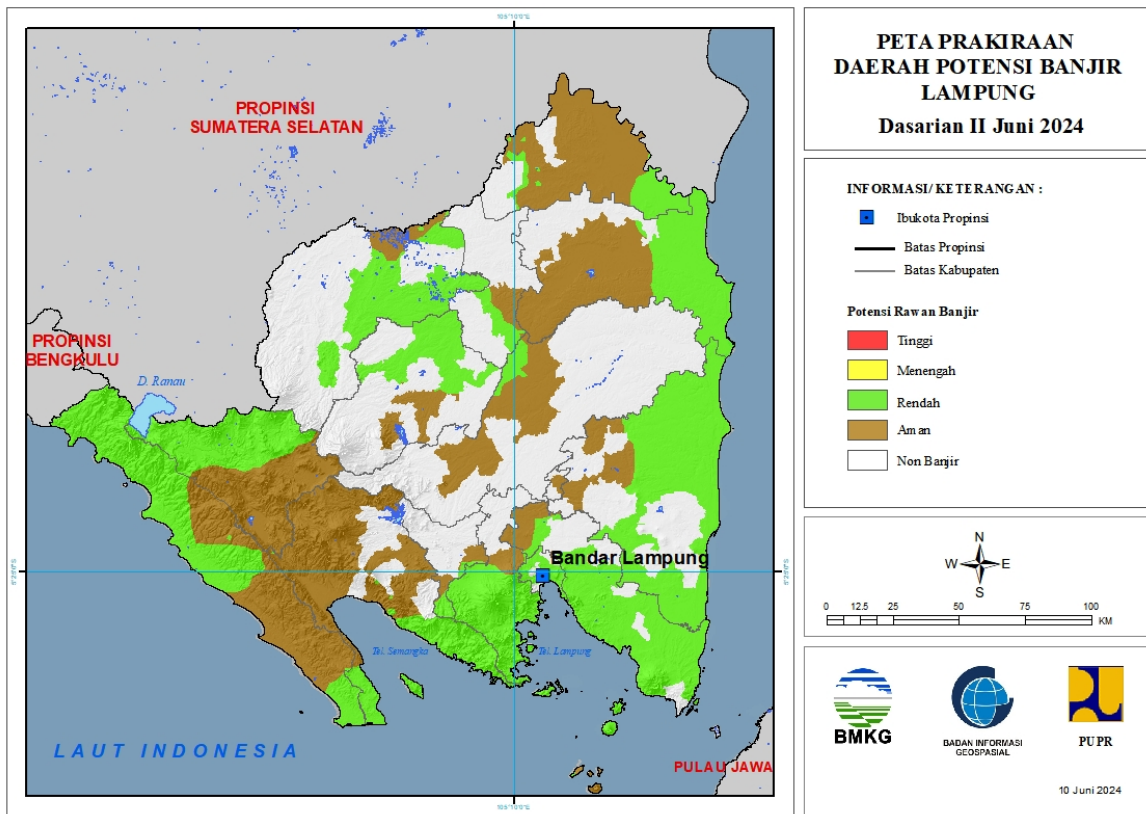 105°10'0"E
PROPINSI
SUMATERA SELATAN
PROPINSI
BENGKULU
D. Ranau
Bandar Lampung
Tel. Semangka
Tel. Lampung
LAUT INDONESIA
PULAU JAWA
PETA PRAKIRAAN
DAERAH POTENSI BANJIR
LAMPUNG
Dasarian II Juni 2024
INFORMASI/KETERANGAN :
Ibukota Propinsi
Batas Propinsi
Batas Kabupaten
Potensi Rawan Banjir
Tinggi
Menengah
Rendah
Aman
Non Banjir
N
W E
S
0 12.5 25 50 75 100
KM
BMKG
BADAN INFORMASI
GEOSPASIAL
PUPR
10 Juni 2024